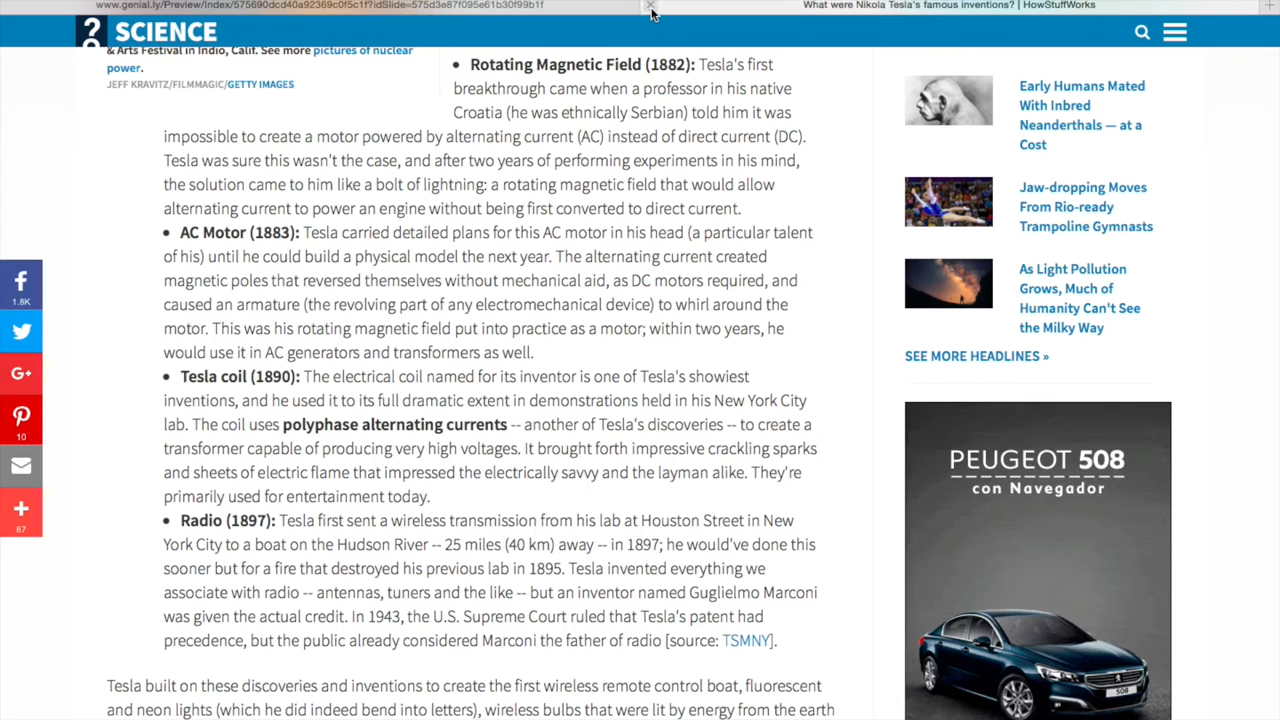 www.genial.ly/Preview/Index/575690dcd40a92369c0f5c1f?idSlide=575d3e87f095e61b30f99b1f
What were Nikola Tesla's famous inventions? | HowStuffWorks
SCIENCE
& Arts Festival in Indio, Calif. See more pictures of nuclear
power.
JEFF KRAVITZ/FILMMAGIC/GETTY IMAGES
• Rotating Magnetic Field (1882): Tesla's first
breakthrough came when a professor in his native
Croatia (he was ethnically Serbian) told him it was
impossible to create a motor powered by alternating current (AC) instead of direct current (DC).
Tesla was sure this wasn't the case, and after two years of performing experiments in his mind,
the solution came to him like a bolt of lightning: a rotating magnetic field that would allow
alternating current to power an engine without being first converted to direct current.
• AC Motor (1883): Tesla carried detailed plans for this AC motor in his head (a particular talent
of his) until he could build a physical model the next year. The alternating current created
magnetic poles that reversed themselves without mechanical aid, as DC motors required, and
caused an armature (the revolving part of any electromechanical device) to whirl around the
motor. This was his rotating magnetic field put into practice as a motor; within two years, he
would use it in AC generators and transformers as well.
• Tesla coil (1890): The electrical coil named for its inventor is one of Tesla's showiest
inventions, and he used it to its full dramatic extent in demonstrations held in his New York City
lab. The coil uses polyphase alternating currents -- another of Tesla's discoveries -- to create a
transformer capable of producing very high voltages. It brought forth impressive crackling sparks
and sheets of electric flame that impressed the electrically savvy and the layman alike. They're
primarily used for entertainment today.
• Radio (1897): Tesla first sent a wireless transmission from his lab at Houston Street in New
York City to a boat on the Hudson River -- 25 miles (40 km) away -- in 1897; he would've done this
sooner but for a fire that destroyed his previous lab in 1895. Tesla invented everything we
associate with radio -- antennas, tuners and the like -- but an inventor named Guglielmo Marconi
was given the actual credit. In 1943, the U.S. Supreme Court ruled that Tesla's patent had
precedence, but the public already considered Marconi the father of radio [source: TSMNY].
Tesla built on these discoveries and inventions to create the first wireless remote control boat, fluorescent
and neon lights (which he did indeed bend into letters), wireless bulbs that were lit by energy from the earth
1.8K
G+
10
87
Early Humans Mated
With Inbred
Neanderthals — at a
Cost
Jaw-dropping Moves
From Rio-ready
Trampoline Gymnasts
As Light Pollution
Grows, Much of
Humanity Can't See
the Milky Way
SEE MORE HEADLINES »
PEUGEOT 508
con Navegador
508